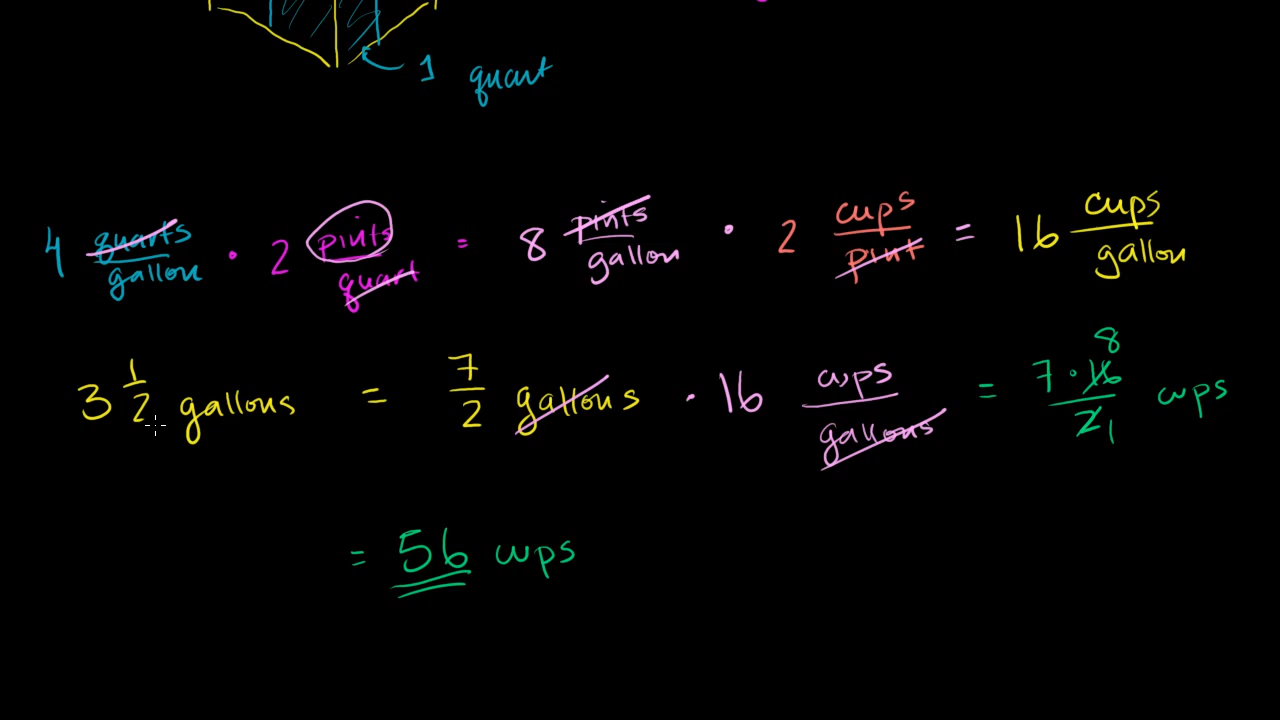 1 quart
4 quarts/gallon · 2 pints/quart = 8 pints/gallon · 2 cups/pint = 16 cups/gallon
3 1/2 gallons = 7/2 gallons · 16 cups/gallons = 7 · 16 8/2 1 cups
= 56 cups